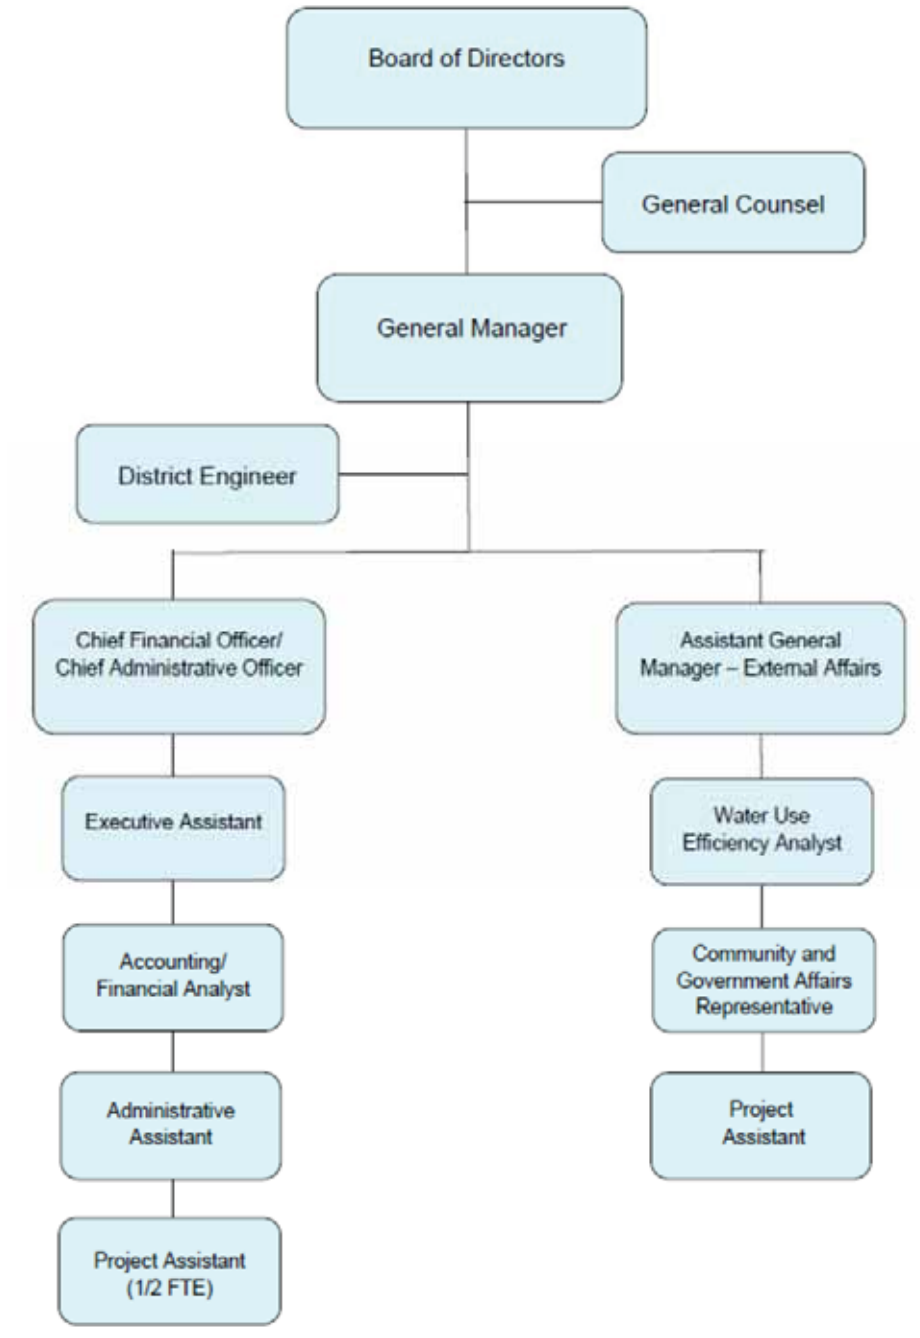 Board of Directors
General Counsel
General Manager
District Engineer
Chief Financial Officer/
Chief Administrative Officer
Assistant General
Manager – External Affairs
Executive Assistant
Water Use
Efficiency Analyst
Accounting/
Financial Analyst
Community and
Government Affairs
Representative
Administrative
Assistant
Project
Assistant
Project Assistant
(1/2 FTE)